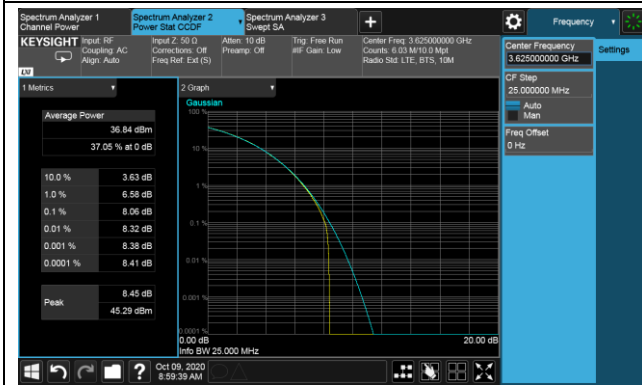 Spectrum Analyzer 1
Channel Power
Spectrum Analyzer 2
Power Stat CCDF
Spectrum Analyzer 3
Swept SA
Frequency
KEYSIGHT
Input: RF
Coupling: AC
Align: Auto
Input Z: 50 Ω
Corrections: Off
Freq Ref: Ext (S)
Atten: 10 dB
Preamp: Off
Trig: Free Run
#IF Gain: Low
Center Freq: 3.625000000 GHz
Counts: 6.03 M/10.0 Mpt
Radio Std: LTE, BTS, 10M
Center Frequency
3.625000000 GHz
Settings
CF Step
25.000000 MHz
Auto
Man
Freq Offset
0 Hz
1 Metrics
Average Power
36.84 dBm
37.05 % at 0 dB
10.0 % 3.63 dB
1.0 % 6.58 dB
0.1 % 8.06 dB
0.01 % 8.32 dB
0.001 % 8.38 dB
0.0001 % 8.41 dB
Peak
8.45 dB
45.29 dBm
2 Graph
Gaussian
10 %
1 %
0.1 %
0.01 %
0.001 %
0.0001 %
0.00 dB
20.00 dB
Info BW 25.000 MHz
?
Oct 09, 2020
8:59:39 AM